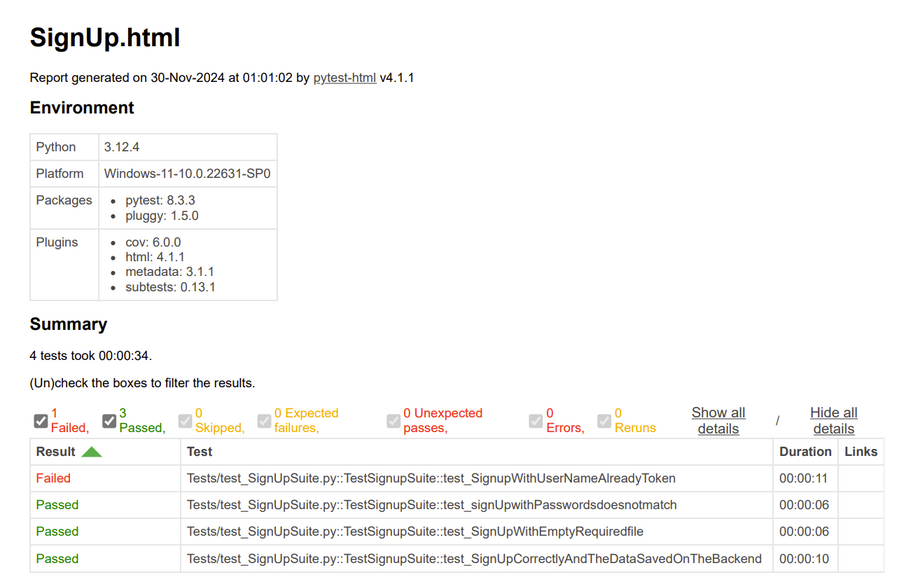 SignUp.html
Report generated on 30-Nov-2024 at 01:01:02 by pytest-html v4.1.1
Environment
Python 3.12.4
Platform Windows-11-10.0.22631-SP0
Packages
• pytest: 8.3.3
• pluggy: 1.5.0
Plugins
• cov: 6.0.0
• html: 4.1.1
• metadata: 3.1.1
• subtests: 0.13.1
Summary
4 tests took 00:00:34.
(Un)check the boxes to filter the results.
1 Failed, 3 Passed, 0 Skipped, 0 Expected failures, 0 Unexpected passes, 0 Errors, 0 Reruns Show all details / Hide all details
Result Test Duration Links
Failed Tests/test_SignUpSuite.py::TestSignupSuite::test_SignupWithUserNameAlreadyToken 00:00:11
Passed Tests/test_SignUpSuite.py::TestSignupSuite::test_signUpwithPasswordsdoesnotmatch 00:00:06
Passed Tests/test_SignUpSuite.py::TestSignupSuite::test_SignUpWithEmptyRequiredfile 00:00:06
Passed Tests/test_SignUpSuite.py::TestSignupSuite::test_SignUpCorrectlyAndTheDataSavedOnTheBackend 00:00:10